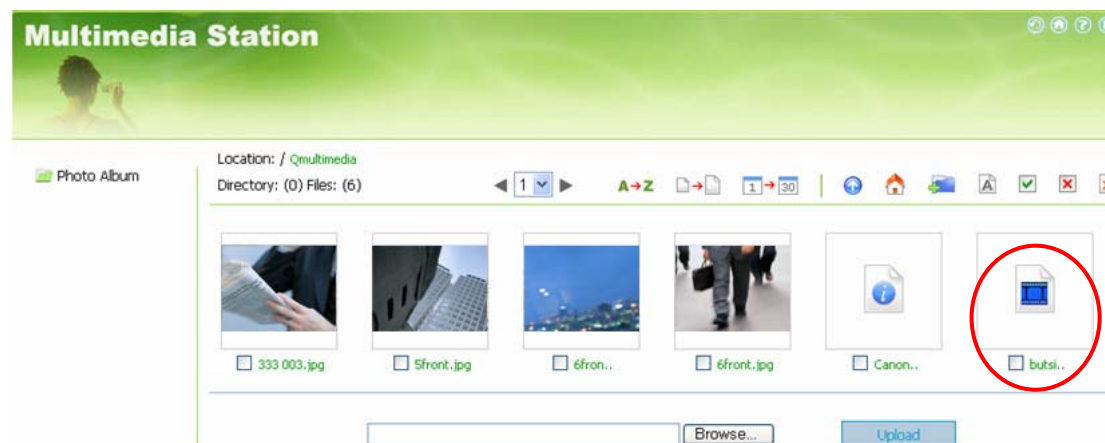 Multimedia Station
Photo Album
Location: / Qmultimedia
Directory: (0) Files: (6)
1
A→Z
1→30
A
333 003.jpg
5front.jpg
6fron..
6front.jpg
Canon..
butsi..
Browse...
Upload